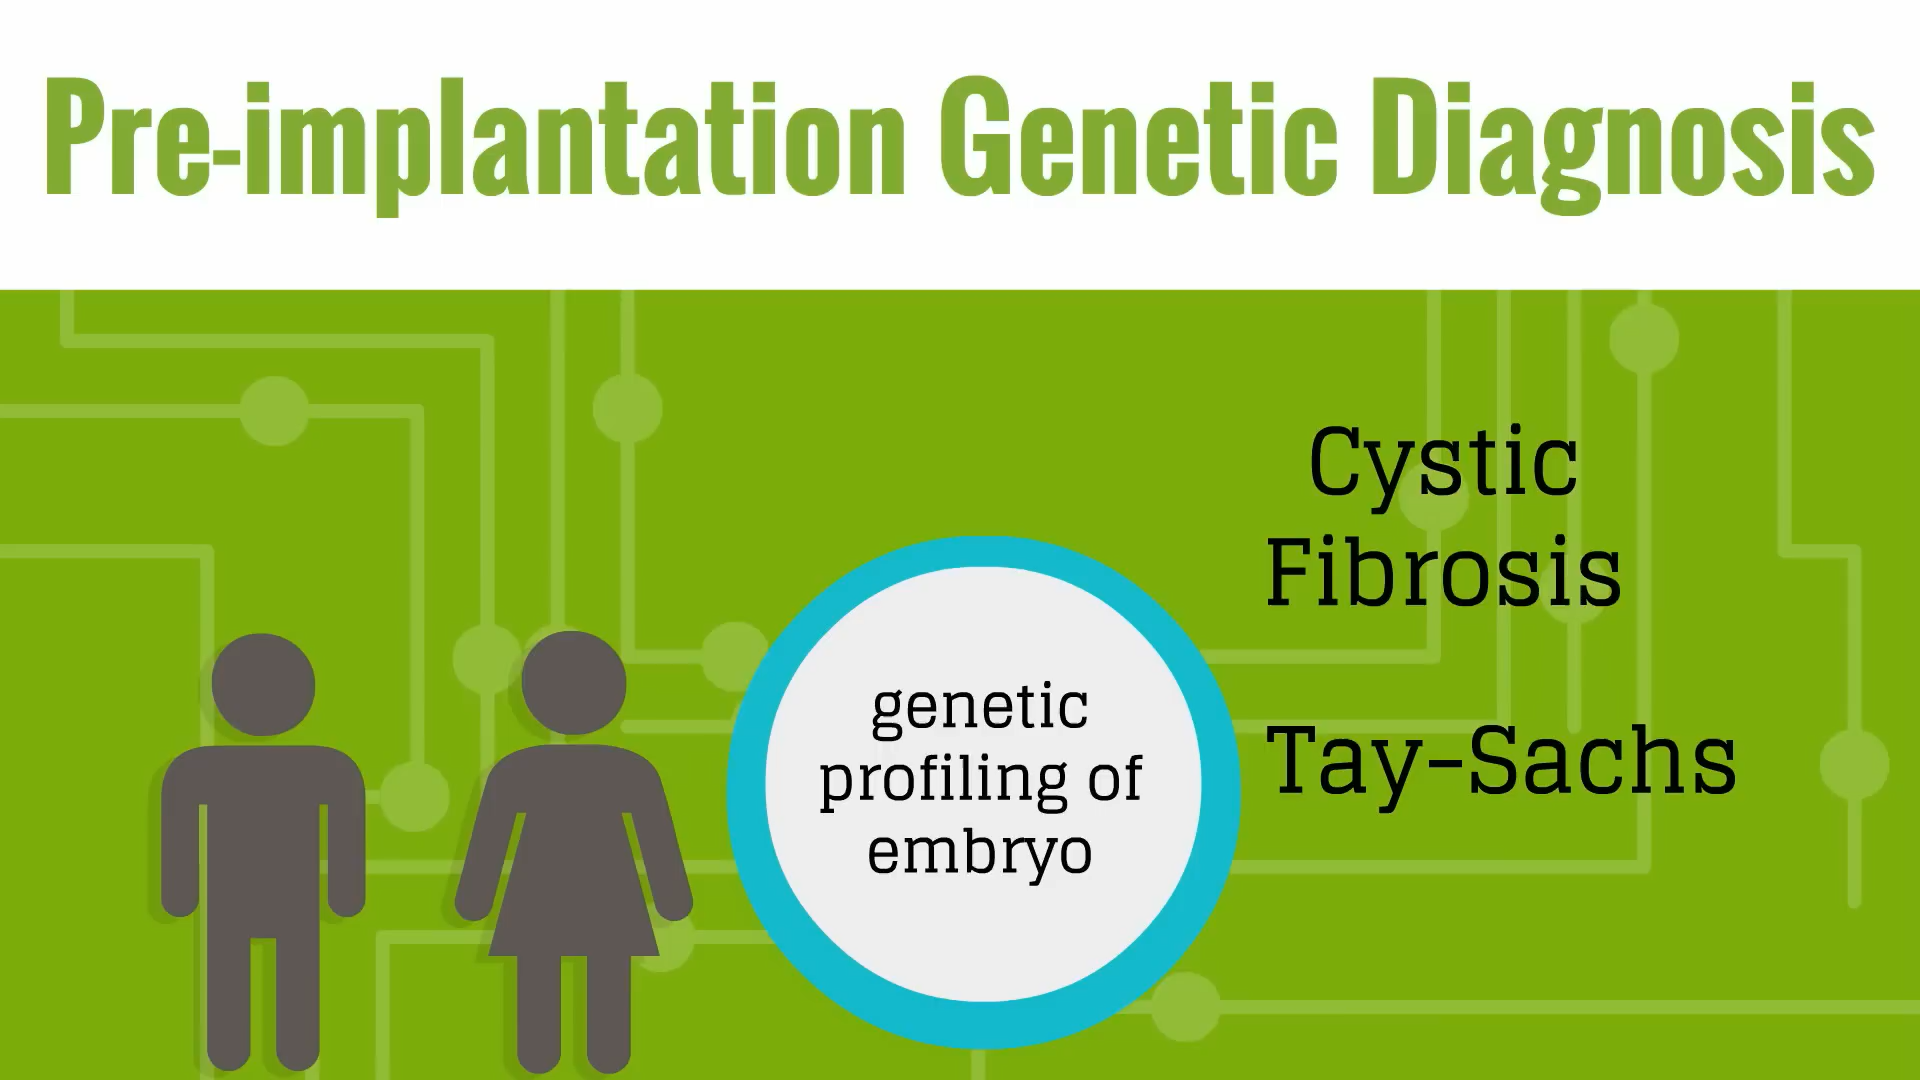 Pre-implantation Genetic Diagnosis
Cystic
Fibrosis
Tay-Sachs
genetic
profiling of
embryo